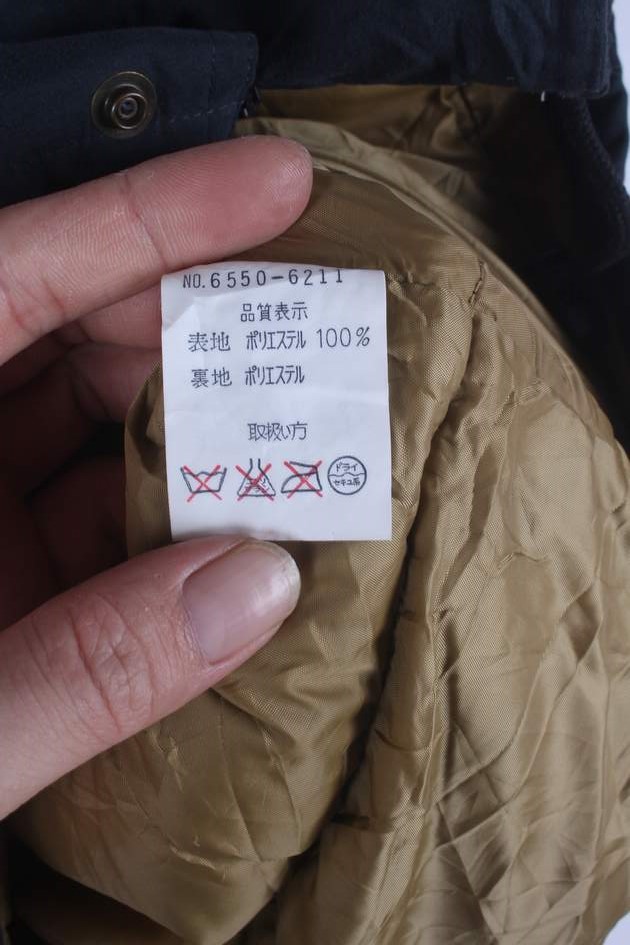 NO.6550-6211
品質表示
表地 ポリエステル 100%
裏地 ポリエステル
取扱い方
ドライ
セキユ系